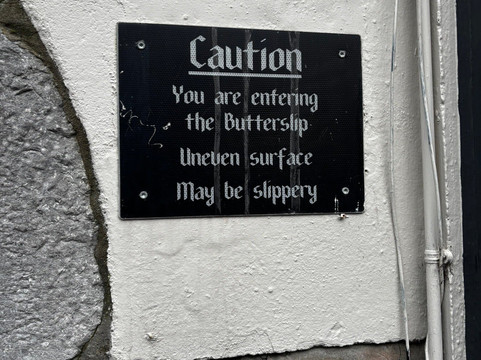 Caution
You are entering
the Butterslip
Uneven surface
May be slippery